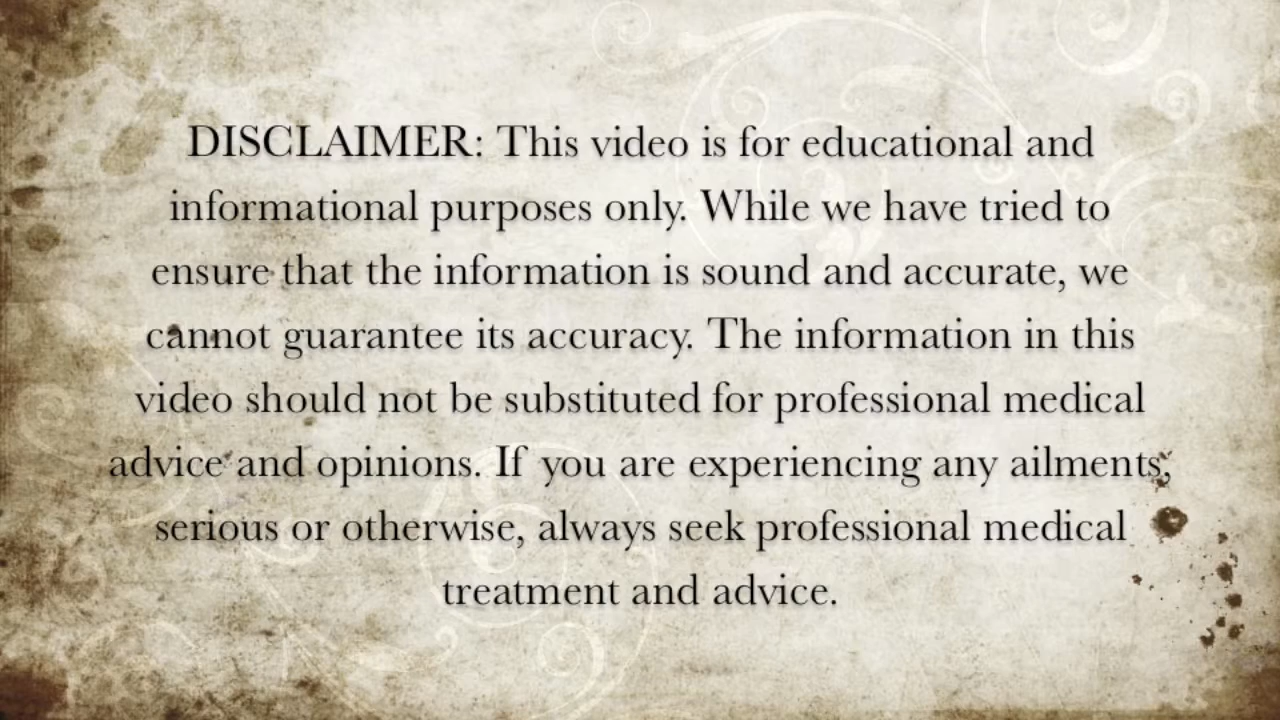 DISCLAIMER: This video is for educational and
informational purposes only. While we have tried to
ensure that the information is sound and accurate, we
cannot guarantee its accuracy. The information in this
video should not be substituted for professional medical
advice and opinions. If you are experiencing any ailments,
serious or otherwise, always seek professional medical
treatment and advice.